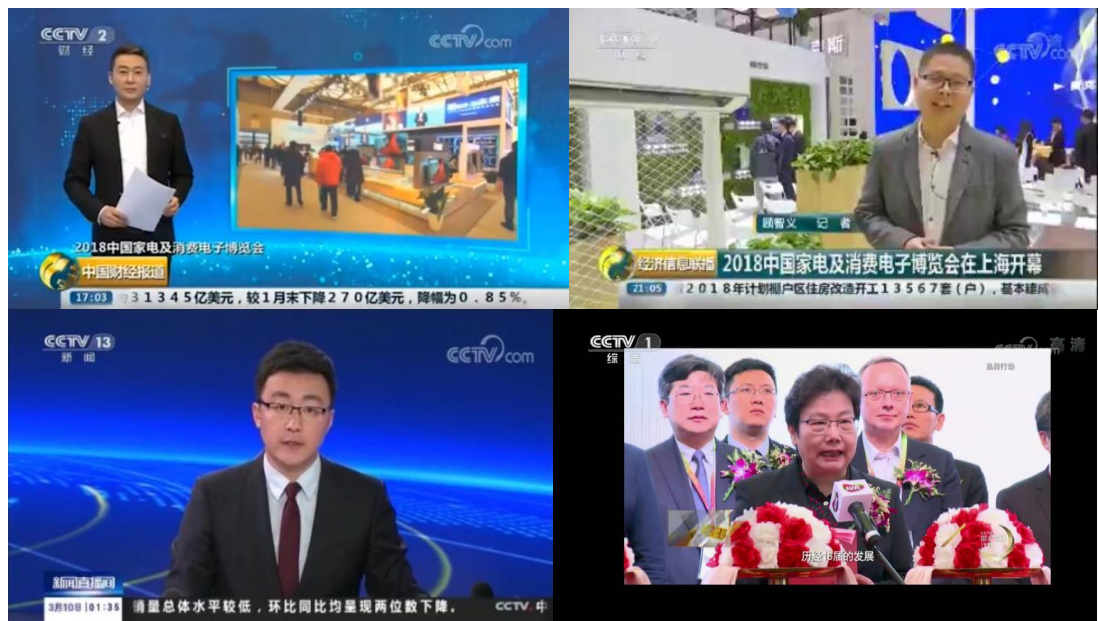 CCTV 2
财经
CCTV.com
2018中国家电及消费电子博览会
中国财经报道
17:03
31345亿美元，较1月末下降270亿美元，降幅为0.85%。
斯
CCTV.com
顾智义 记者
经济信息联播
2018中国家电及消费电子博览会在上海开幕
21:05
2018年计划棚户区住房改造开工13567套（户），基本建成
CCTV 13
新闻
CCTV.com
新闻直播间
3月10日 01:35
销量总体水平较低，环比同比均呈现两位数下降。
CCTV 中
CCTV 1
综
高清
品牌行动
历经16届的发展